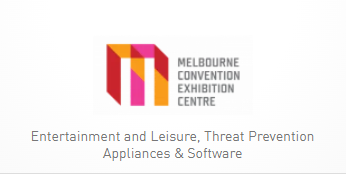 MELBOURNE
CONVENTION
EXHIBITION
CENTRE
Entertainment and Leisure, Threat Prevention
Appliances & Software